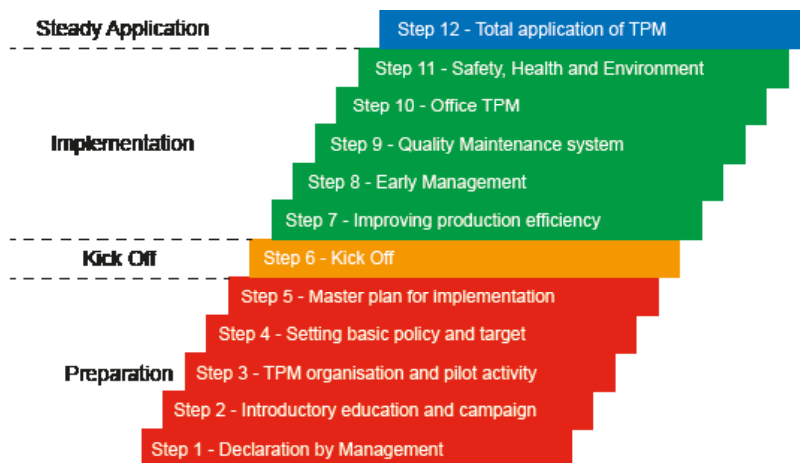 Steady Application
Step 12 - Total application of TPM
Step 11 - Safety, Health and Environment
Step 10 - Office TPM
Implementation
Step 9 - Quality Maintenance system
Step 8 - Early Management
Step 7 - Improving production efficiency
Kick Off
Step 6 - Kick Off
Step 5 - Master plan for implementation
Step 4 - Setting basic policy and target
Preparation
Step 3 - TPM organisation and pilot activity
Step 2 - Introductory education and campaign
Step 1 - Declaration by Management